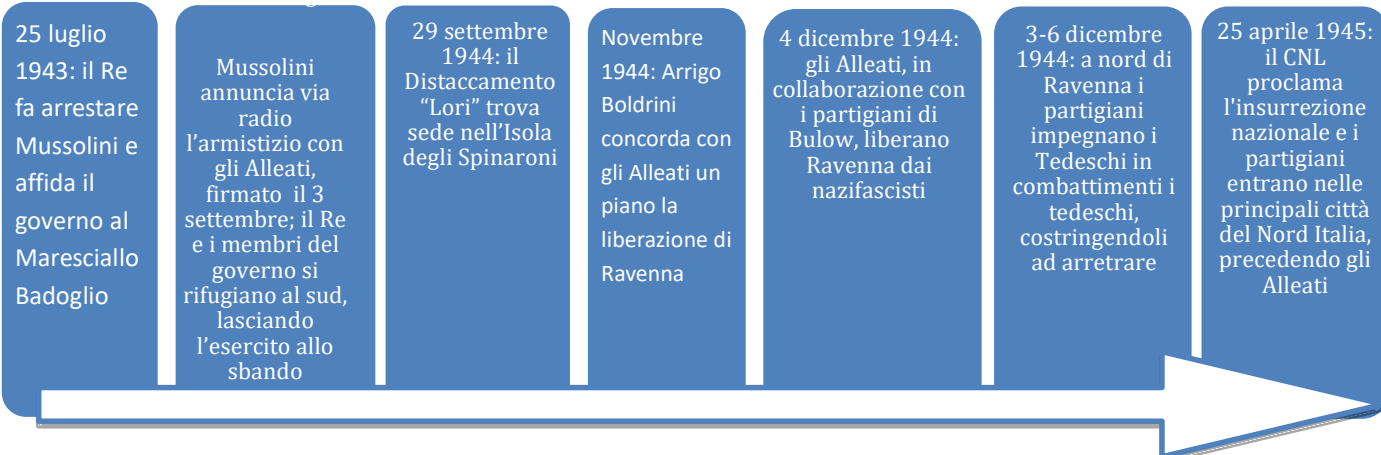 25 luglio
1943: il Re
fa arrestare
Mussolini e
affida il
governo al
Maresciallo
Badoglio
Mussolini
annuncia via
radio
l’armistizio con
gli Alleati,
firmato il 3
settembre; il Re
e i membri del
governo si
rifugiano al sud,
lasciando
l’esercito allo
sbando
29 settembre
1944: il
Distaccamento
“Lori” trova
sede nell’Isola
degli Spinaroni
Novembre
1944: Arrigo
Boldrini
concorda con
gli Alleati un
piano la
liberazione di
Ravenna
4 dicembre 1944:
gli Alleati, in
collaborazione con
i partigiani di
Bulow, liberano
Ravenna dai
nazifascisti
3-6 dicembre
1944: a nord di
Ravenna i
partigiani
impegnano i
Tedeschi in
combattimenti i
tedeschi,
costringendoli
ad arretrare
25 aprile 1945:
il CNL
proclama
l'insurrezione
nazionale e i
partigiani
entrano nelle
principali città
del Nord Italia,
precedendo gli
Alleati